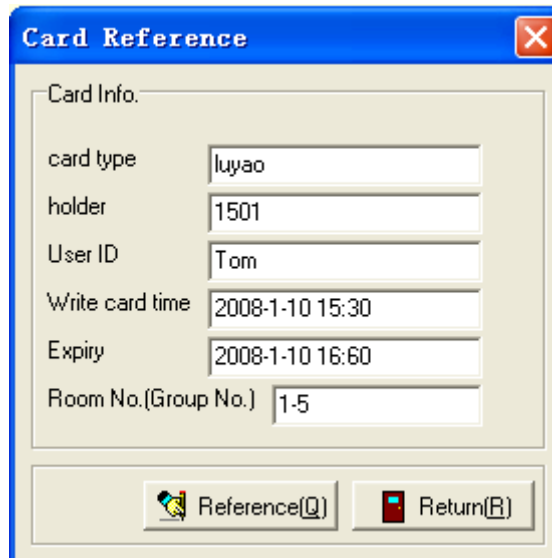 Card Reference
Card Info.
card type luyao
holder 1501
User ID Tom
Write card time 2008-1-10 15:30
Expiry 2008-1-10 16:60
Room No.(Group No.) 1-5
Reference(Q) Return(R)